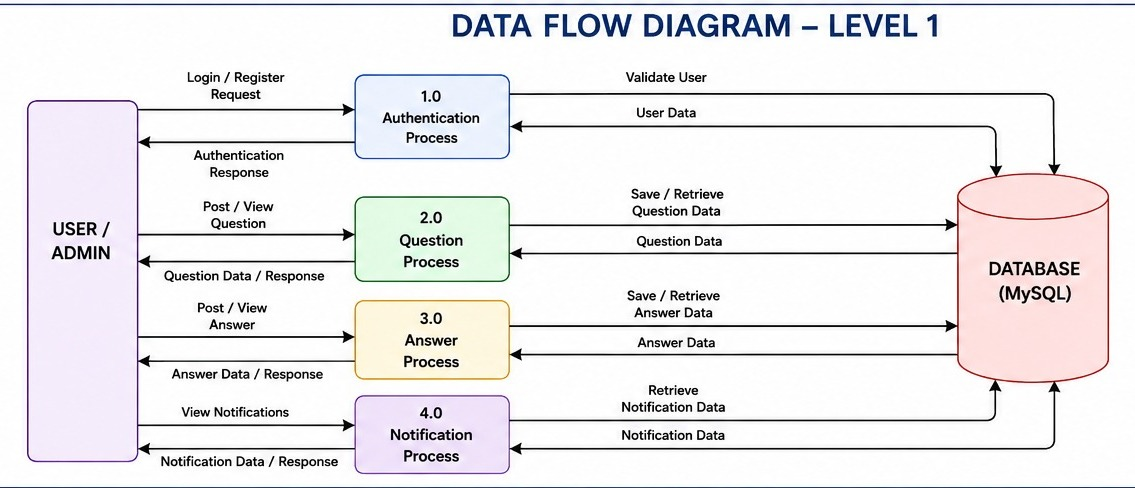 DATA FLOW DIAGRAM – LEVEL 1
Login / Register
Request
1.0
Authentication
Process
Validate User
User Data
Authentication
Response
USER /
ADMIN
Post / View
Question
2.0
Question
Process
Save / Retrieve
Question Data
Question Data
Question Data / Response
DATABASE
(MySQL)
Post / View
Answer
3.0
Answer
Process
Save / Retrieve
Answer Data
Answer Data
Answer Data / Response
View Notifications
4.0
Notification
Process
Retrieve
Notification Data
Notification Data
Notification Data / Response